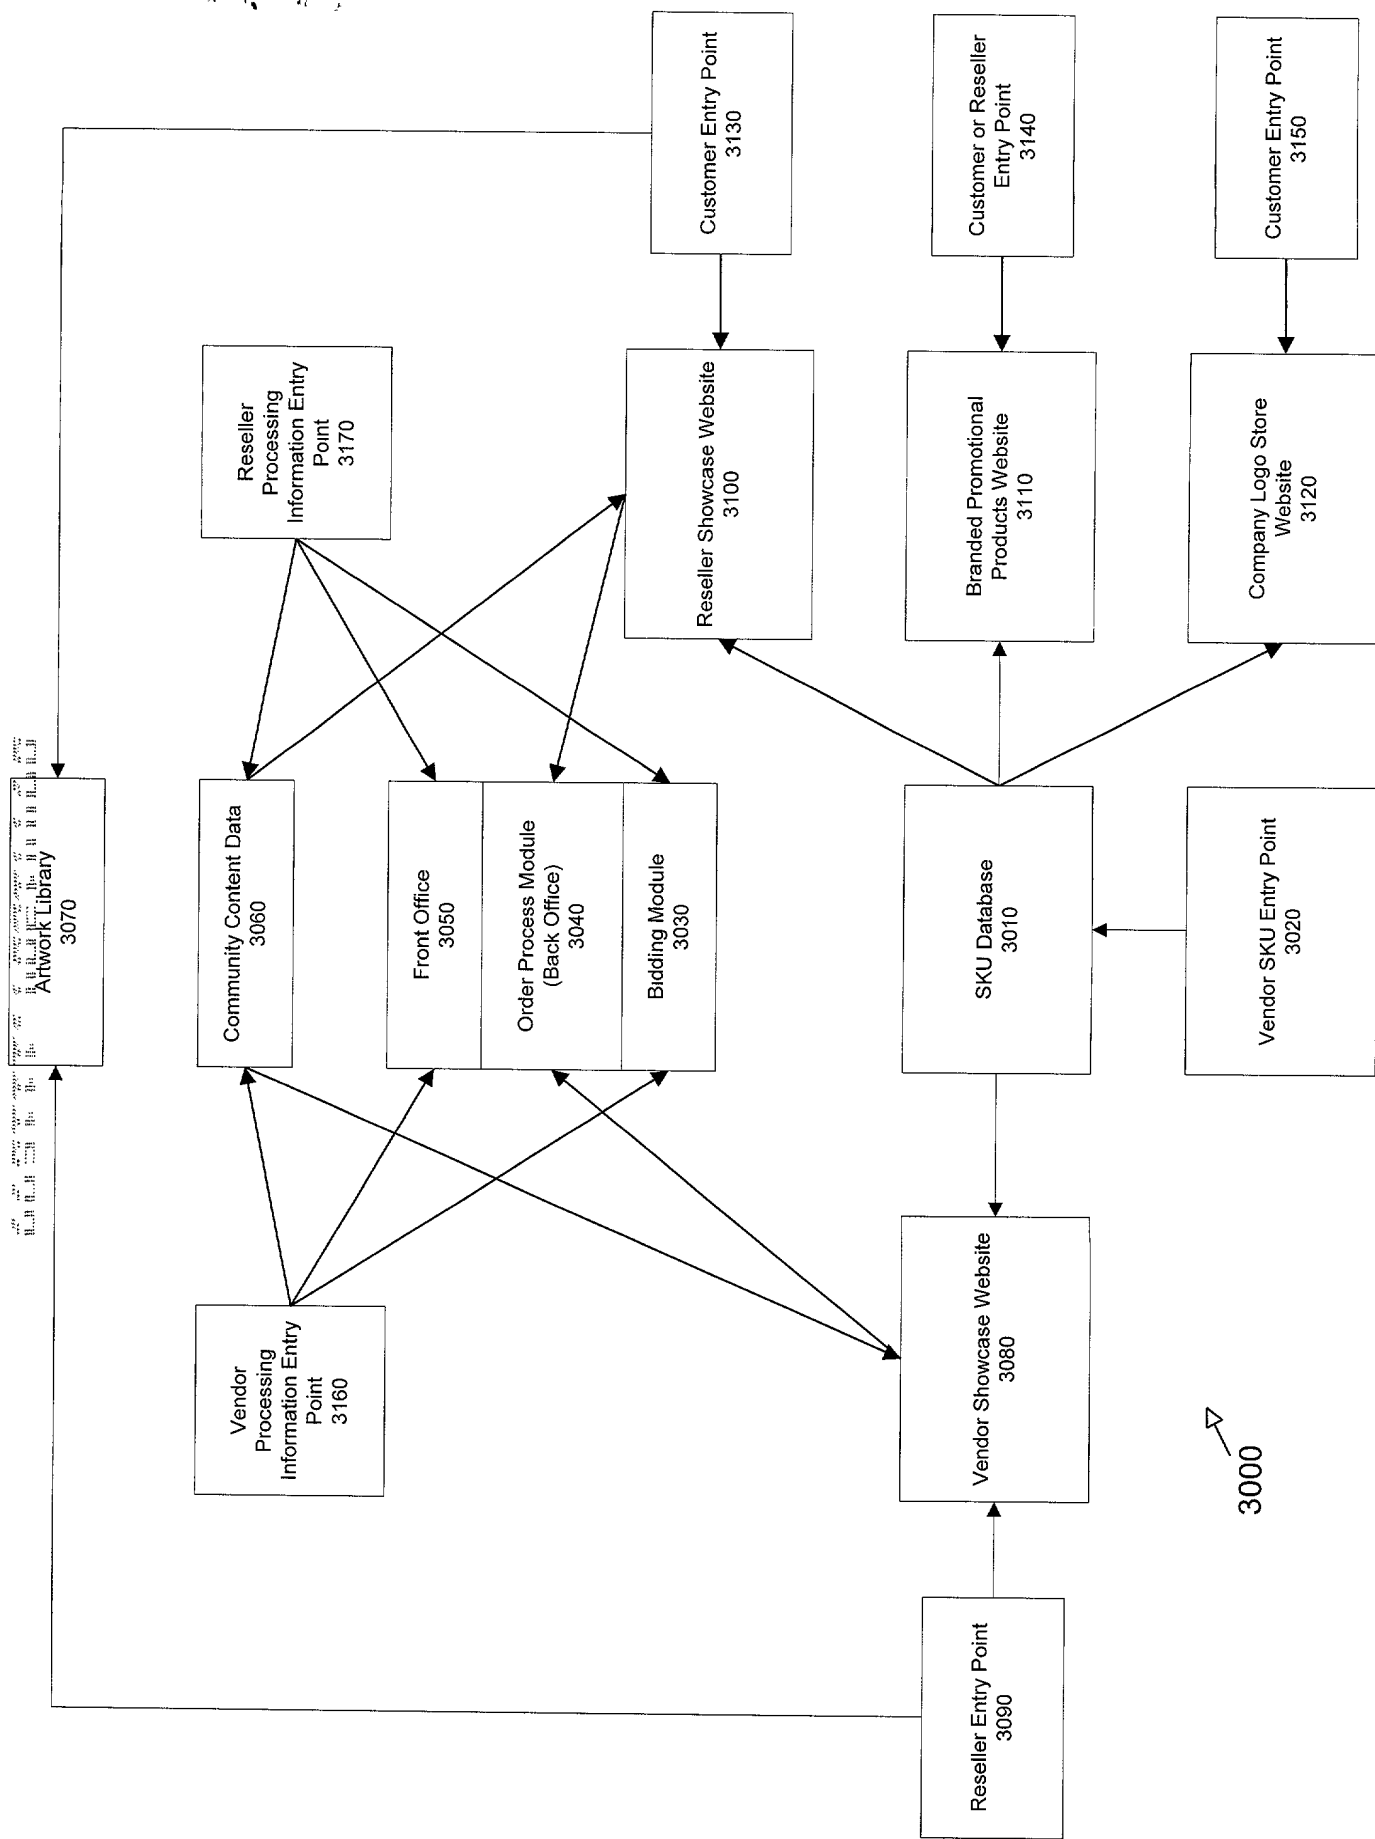 Artwork Library
3070
Customer Entry Point
3130
Reseller
Processing
Information Entry
Point
3170
Community Content Data
3060
Vendor
Processing
Information Entry
Point
3160
Front Office
3050
Order Process Module
(Back Office)
3040
Bidding Module
3030
Reseller Showcase Website
3100
Customer or Reseller
Entry Point
3140
Branded Promotional
Products Website
3110
SKU Database
3010
Vendor Showcase Website
3080
Reseller Entry Point
3090
Customer Entry Point
3150
Company Logo Store
Website
3120
Vendor SKU Entry Point
3020
3000